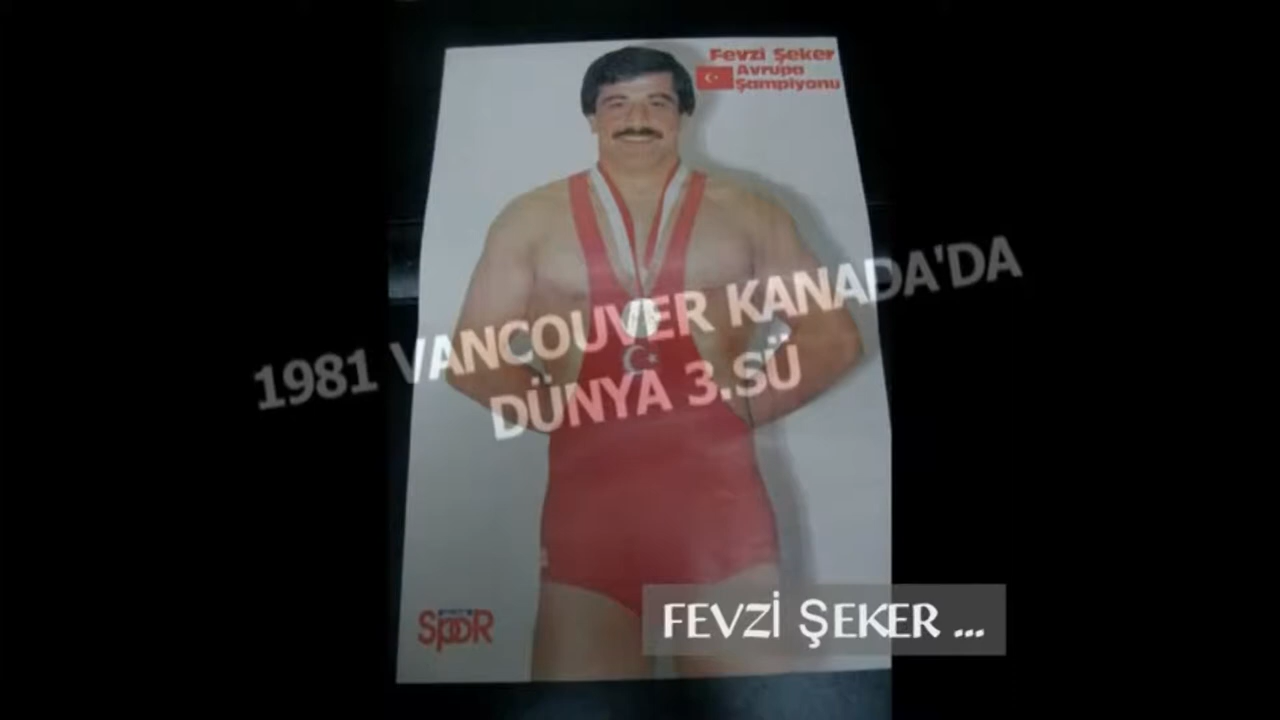 Fevzi Şeker
Avrupa
Şampiyonu
1981 VANCOUVER KANADA'DA
DÜNYA 3.SÜ
SPOR
FEVZİ ŞEKER ...